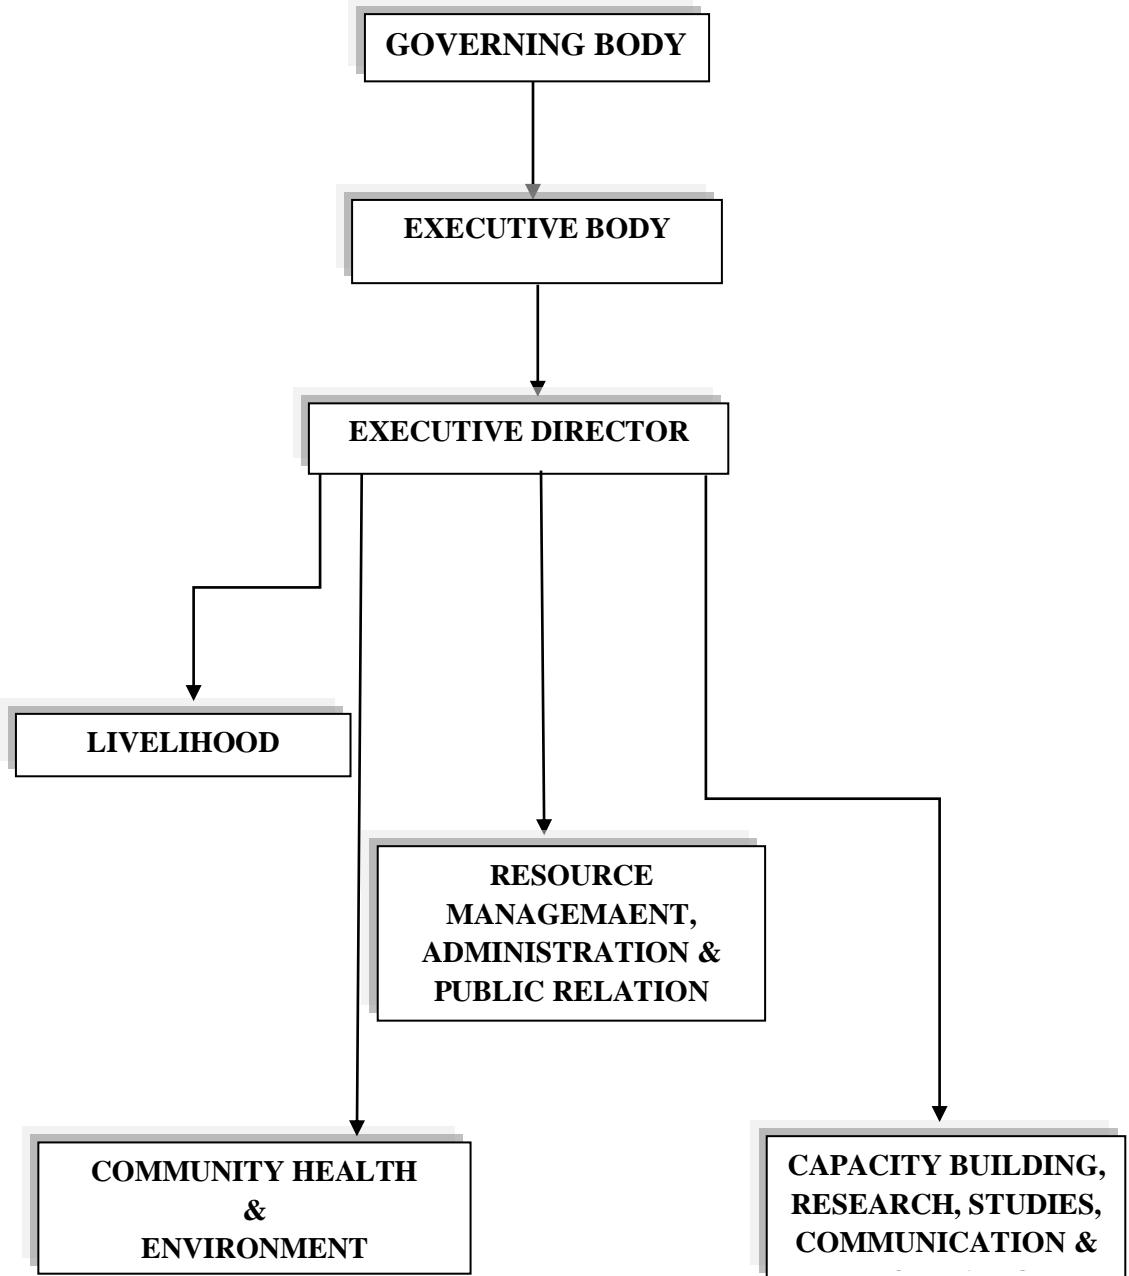 GOVERNING BODY
EXECUTIVE BODY
EXECUTIVE DIRECTOR
LIVELIHOOD
RESOURCE
MANAGEMAENT,
ADMINISTRATION &
PUBLIC RELATION
COMMUNITY HEALTH
&
ENVIRONMENT
CAPACITY BUILDING,
RESEARCH, STUDIES,
COMMUNICATION &